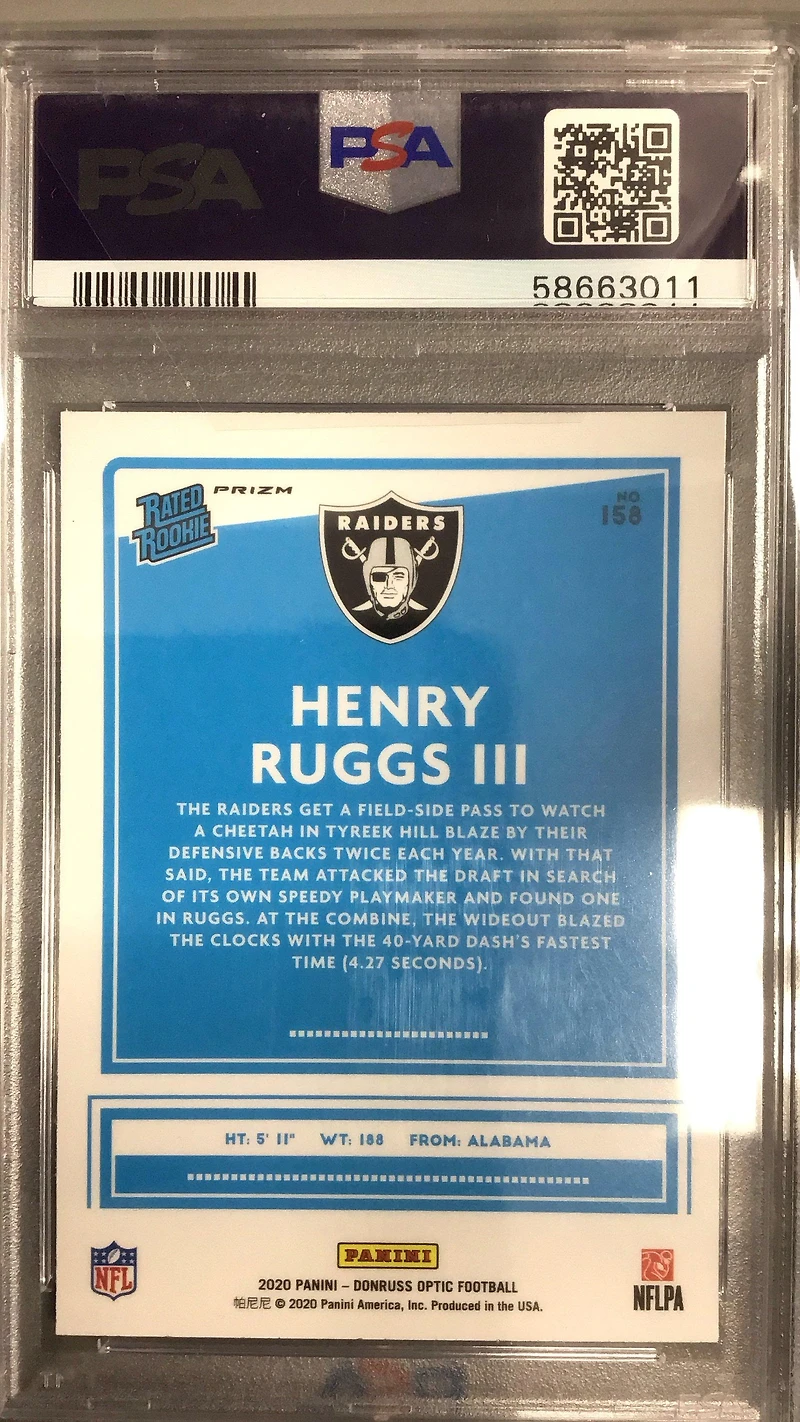 PSA
PSA
58663011
RATED
ROOKIE
PRIZM
NO
158
RAIDERS
HENRY
RUGGS III
THE RAIDERS GET A FIELD-SIDE PASS TO WATCH
A CHEETAH IN TYREEK HILL BLAZE BY THEIR
DEFENSIVE BACKS TWICE EACH YEAR. WITH THAT
SAID, THE TEAM ATTACKED THE DRAFT IN SEARCH
OF ITS OWN SPEEDY PLAYMAKER AND FOUND ONE
IN RUGGS. AT THE COMBINE, THE WIDEOUT BLAZED
THE CLOCKS WITH THE 40-YARD DASH'S FASTEST
TIME (4.27 SECONDS).
HT: 5' 11" WT: 188 FROM: ALABAMA
NFL
PANINI
2020 PANINI – DONRUSS OPTIC FOOTBALL
帕尼尼 © 2020 Panini America, Inc. Produced in the USA.
NFLPA